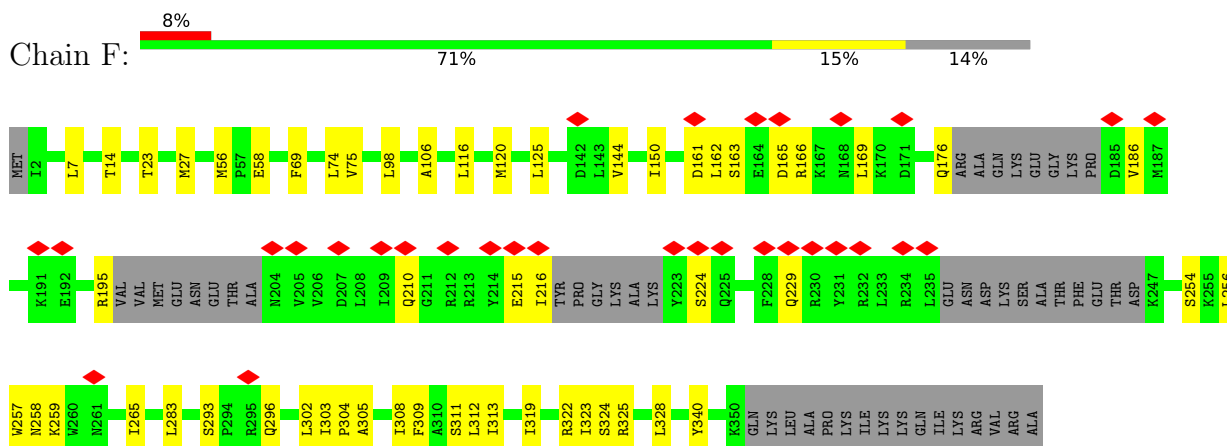 8%
Chain F:
71% 15% 14%
MET I2 L7 T14 T23 M27 M56 P57 E58 F69 L74 V75 L98 A106 L116 M120 L125 D142 L143 V144 I150 D161 L162 S163 E164 D165 R166 K167 N168 L169 K170 D171 Q176 ARG ALA GLN LYS GLU GLY LYS PRO D185 V186 M187
K191 E192 R195 VAL VAL MET GLU ASN GLU THR ALA N204 V205 V206 D207 L208 I209 Q210 G211 R212 R213 Y214 E215 I216 TYR PRO GLY LYS ALA LYS Y223 S224 Q225 F228 Q229 R230 Y231 R232 L233 R234 L235 GLU ASN ASP LYS SER ALA THR PHE GLU THR ASP K247 S254 K255 L256
W257 N258 K259 W260 N261 I265 L283 S293 P294 R295 Q296 L302 I303 P304 A305 I308 F309 A310 S311 L312 I313 I319 R322 I323 S324 R325 L328 Y340 K350 GLN LYS LEU ALA PRO LYS ILE LYS LYS GLN ILE LYS ARG VAL ARG ALA